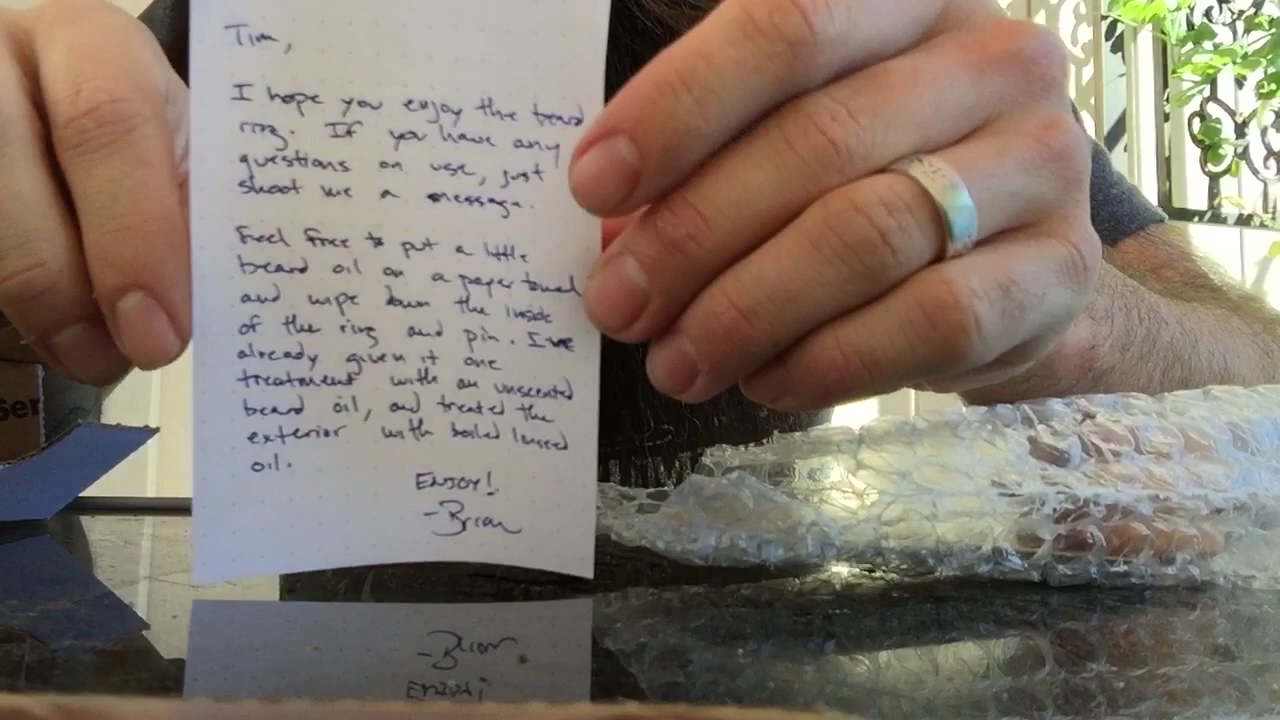 Tim,
I hope you enjoy the beard
ring. If you have any
questions on use, just
shoot me a message.
Feel free to put a little
beard oil on a paper towel
and wipe down the inside
of the ring and pin. I've
already given it one
treatment with an unscented
beard oil, and treated the
exterior with boiled linseed
oil.
ENJOY!
-Brian